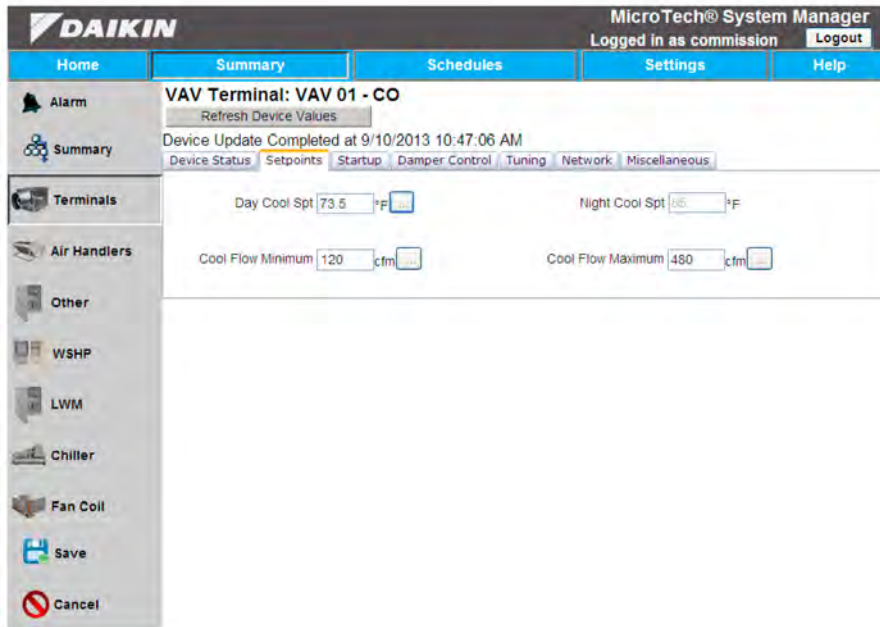 DAIKIN
MicroTech® System Manager
Logged in as commission Logout
Home Summary Schedules Settings Help
Alarm
Summary
Terminals
Air Handlers
Other
WSHP
LWM
Chiller
Fan Coil
Save
Cancel
VAV Terminal: VAV 01 - CO
Refresh Device Values
Device Update Completed at 9/10/2013 10:47:06 AM
Device Status Setpoints Startup Damper Control Tuning Network Miscellaneous
Day Cool Spt 73.5 °F ... Night Cool Spt 85 °F
Cool Flow Minimum 120 cfm ... Cool Flow Maximum 480 cfm ...